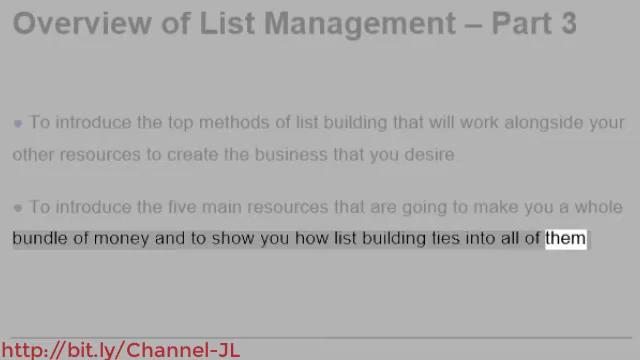 Overview of List Management – Part 3
● To introduce the top methods of list building that will work alongside your
other resources to create the business that you desire.
● To introduce the five main resources that are going to make you a whole
bundle of money and to show you how list building ties into all of them
http://bit.ly/Channel-JL